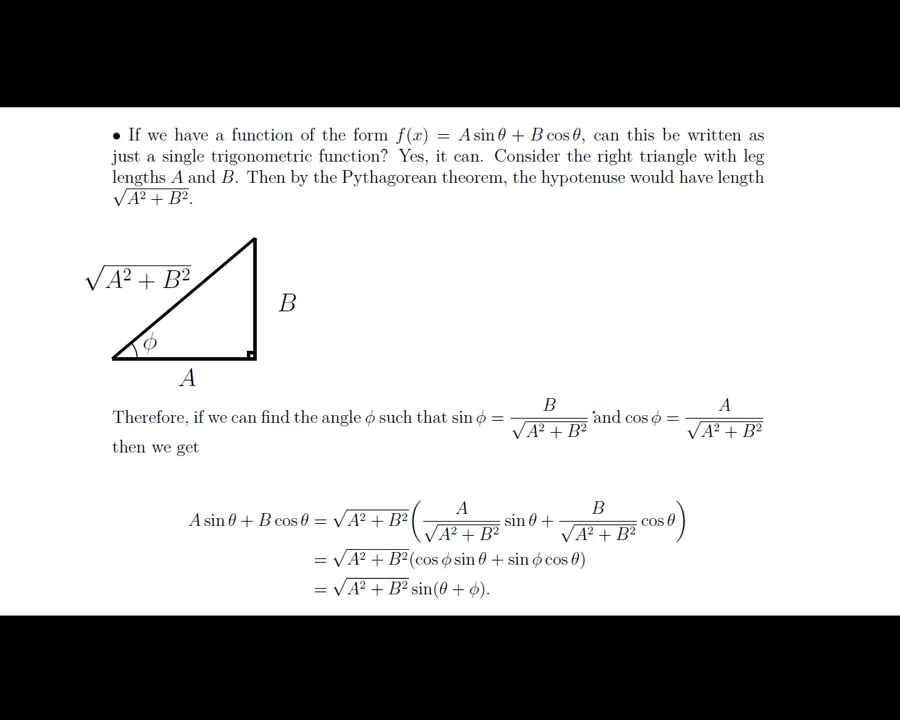 • If we have a function of the form f(x) = A sin θ + B cos θ, can this be written as
just a single trigonometric function? Yes, it can. Consider the right triangle with leg
lengths A and B. Then by the Pythagorean theorem, the hypotenuse would have length
√(A² + B²).
√(A² + B²)
B
ϕ
A
Therefore, if we can find the angle ϕ such that sin ϕ = B/√(A² + B²) and cos ϕ = A/√(A² + B²)
then we get
A sin θ + B cos θ = √(A² + B²) (A/√(A² + B²) sin θ + B/√(A² + B²) cos θ)
= √(A² + B²)(cos ϕ sin θ + sin ϕ cos θ)
= √(A² + B²) sin(θ + ϕ).